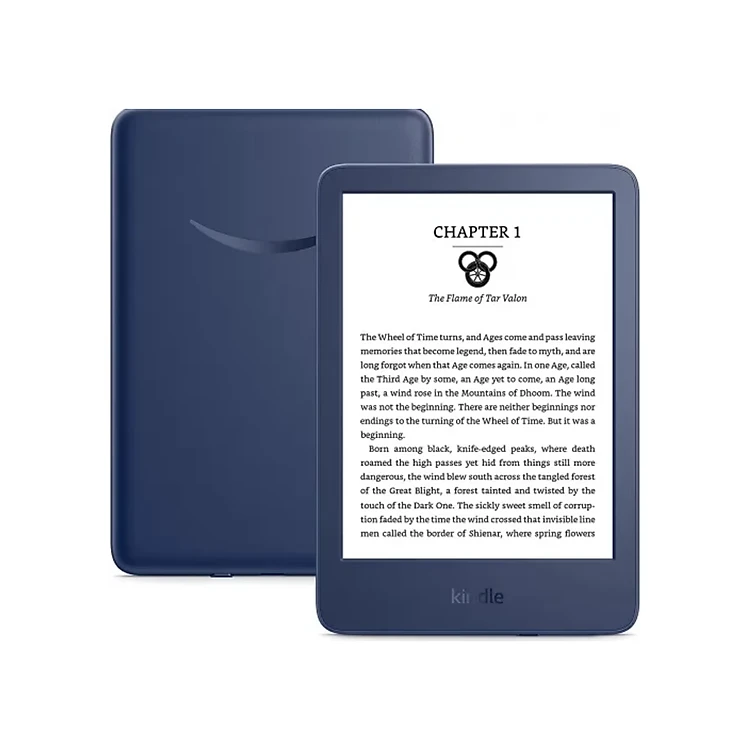 CHAPTER 1
The Flame of Tar Valon
The Wheel of Time turns, and Ages come and pass leaving
memories that become legend, then fade to myth, and are
long forgot when that Age comes again. In one Age, called
the Third Age by some, an Age yet to come, an Age long
past, a wind rose in the Mountains of Dhoom. The wind
was not the beginning. There are neither beginnings nor
endings to the turning of the Wheel of Time. But it was a
beginning.
Born among black, knife-edged peaks, where death
roamed the high passes yet hid from things still more
dangerous, the wind blew south across the tangled forest
of the Great Blight, a forest tainted and twisted by the
touch of the Dark One. The sickly sweet smell of corrup-
tion faded by the time the wind crossed that invisible line
men called the border of Shienar, where spring flowers
kindle